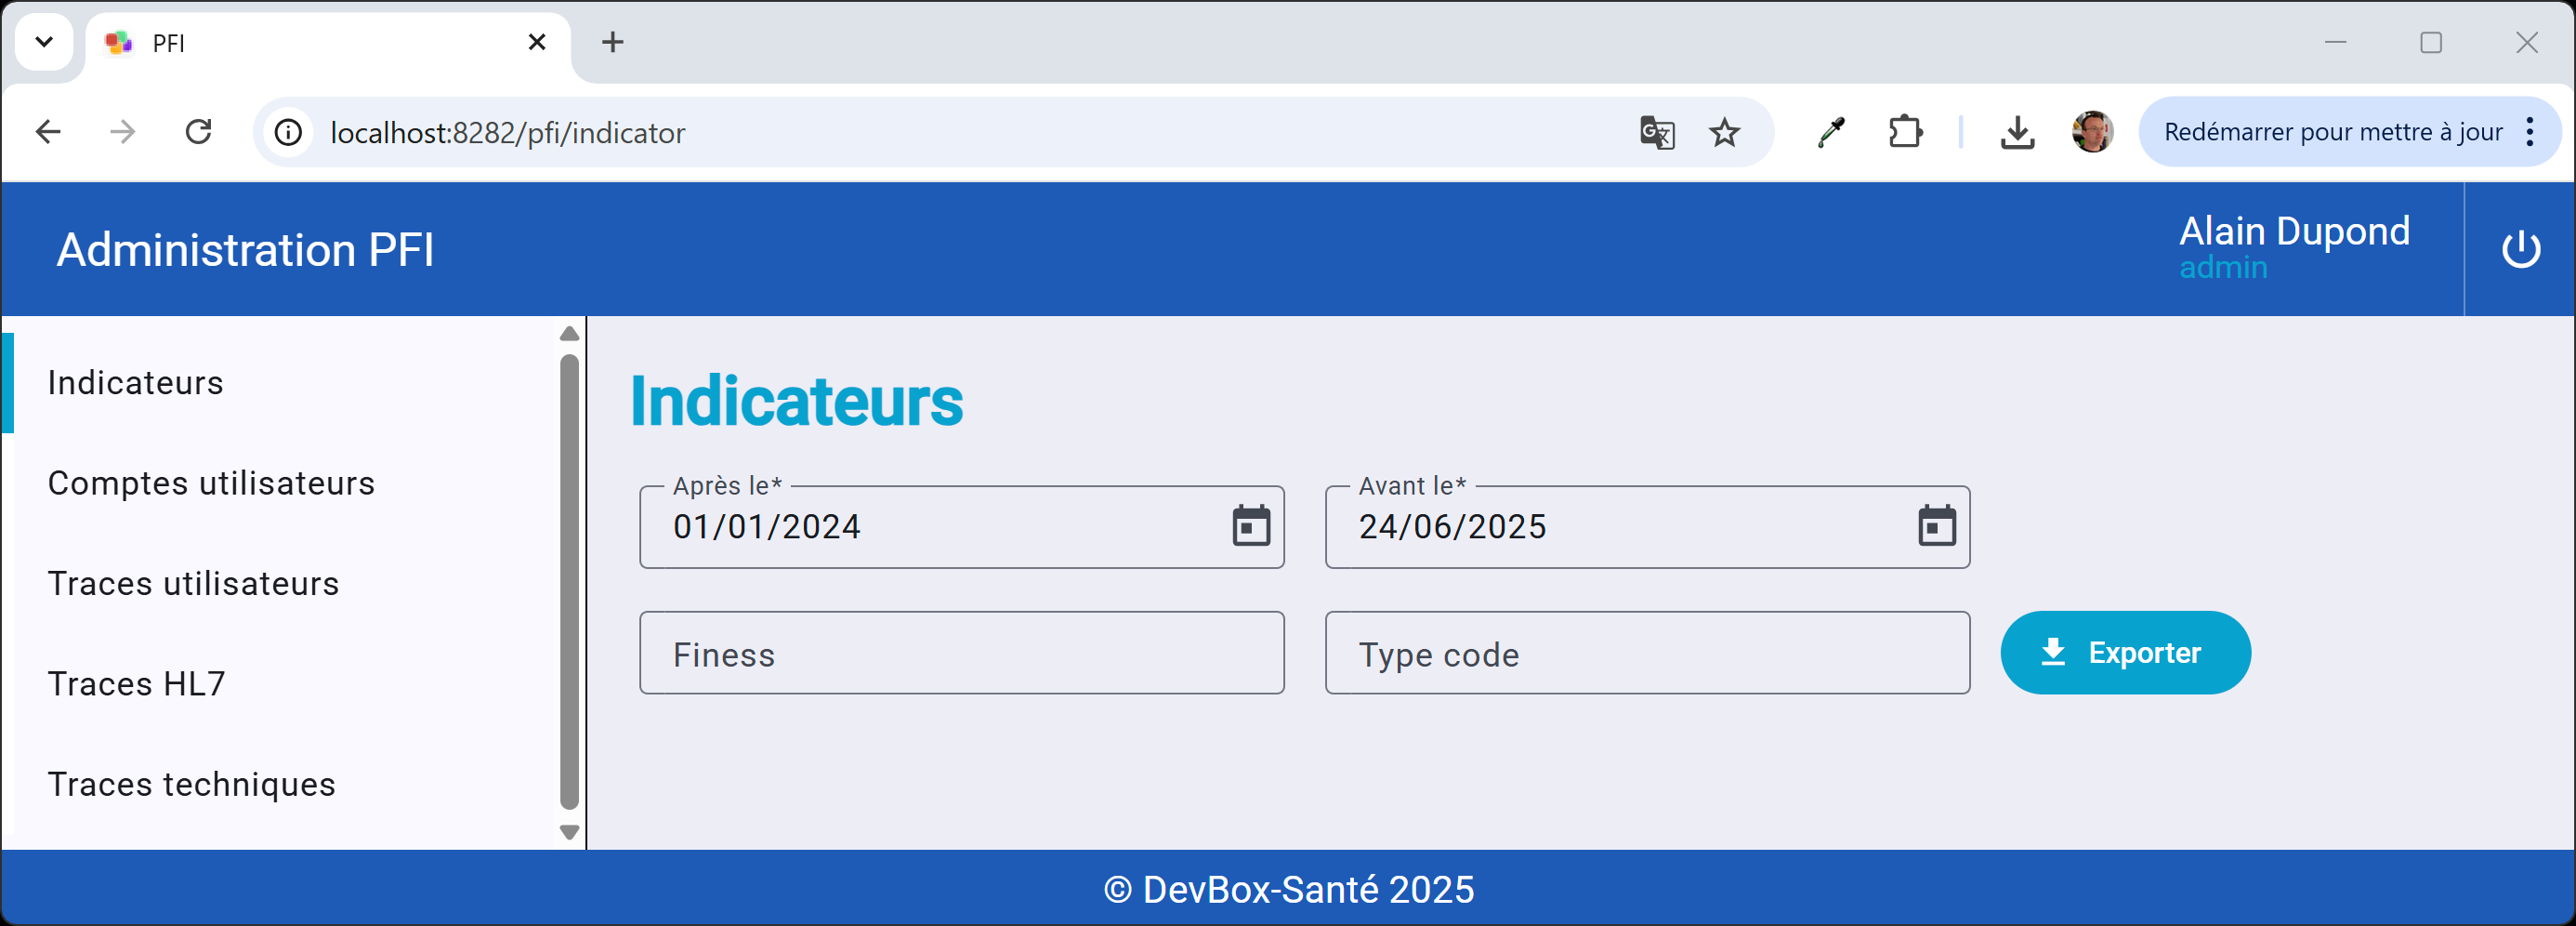 PFI
localhost:8282/pfi/indicator
Redémarrer pour mettre à jour
Administration PFI
Alain Dupond
admin
Indicateurs
Comptes utilisateurs
Traces utilisateurs
Traces HL7
Traces techniques
Indicateurs
Après le*
01/01/2024
Avant le*
24/06/2025
Finess
Type code
Exporter
© DevBox-Santé 2025